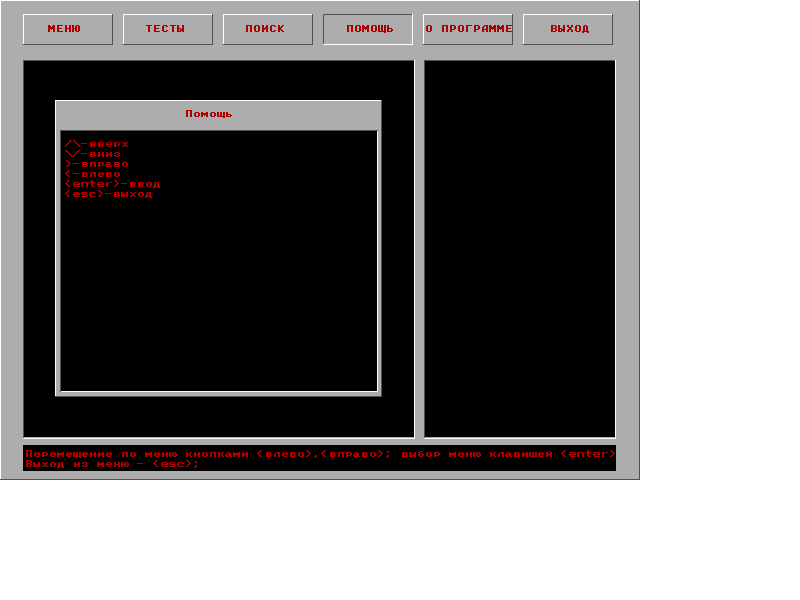 МЕНЮ
ТЕСТЫ
ПОИСК
ПОМОЩЬ
О ПРОГРАММЕ
ВЫХОД
Помощь
/\-вверх
\/-вниз
>-вправо
<-влево
<enter>-ввод
<esc>-выход
Перемещение по меню кнопками <влево>,<вправо>; выбор меню клавишей <enter>
Выход из меню - <esc>;